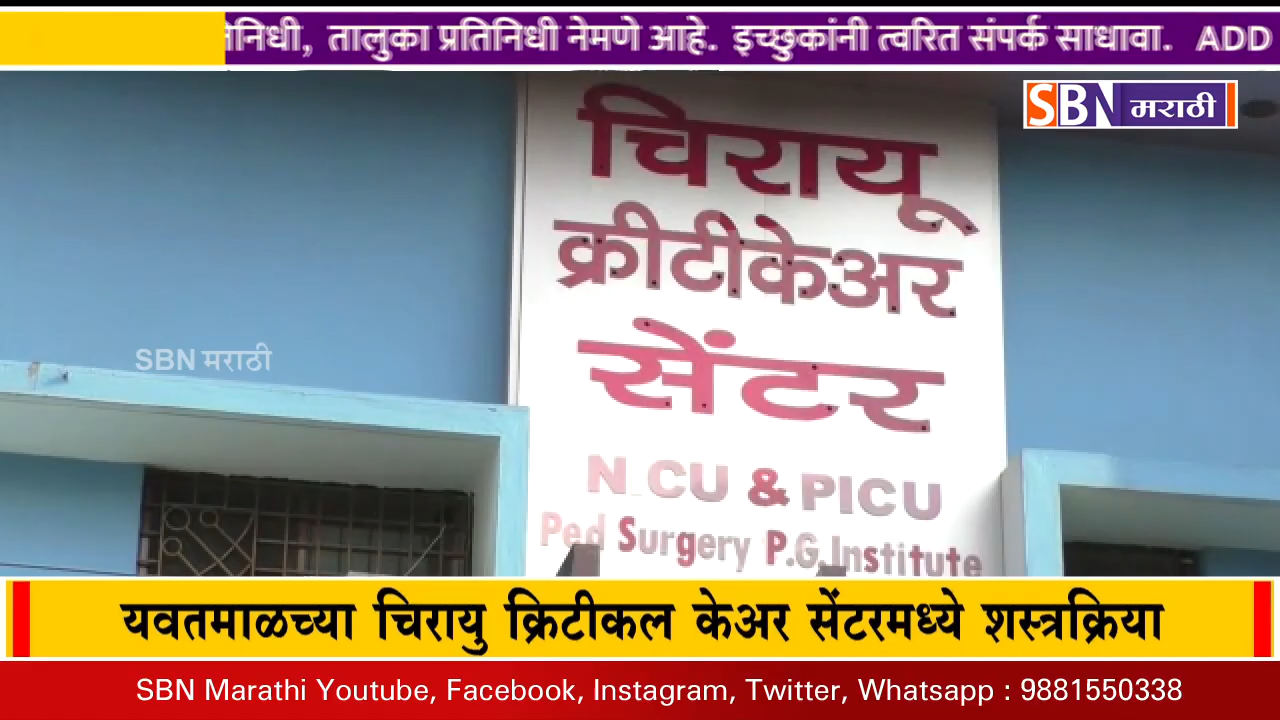 तालुका प्रतिनिधी नेमणे आहे. इच्छुकांनी त्वरित संपर्क साधावा. ADD
SBN मराठी
चिरायू
क्रीटीकेअर
सेंटर
SBN मराठी
N CU & PICU
Ped Surgery P.G. Institute
यवतमाळच्या चिरायु क्रिटीकल केअर सेंटरमध्ये शस्त्रक्रिया
SBN Marathi Youtube, Facebook, Instagram, Twitter, Whatsapp : 9881550338